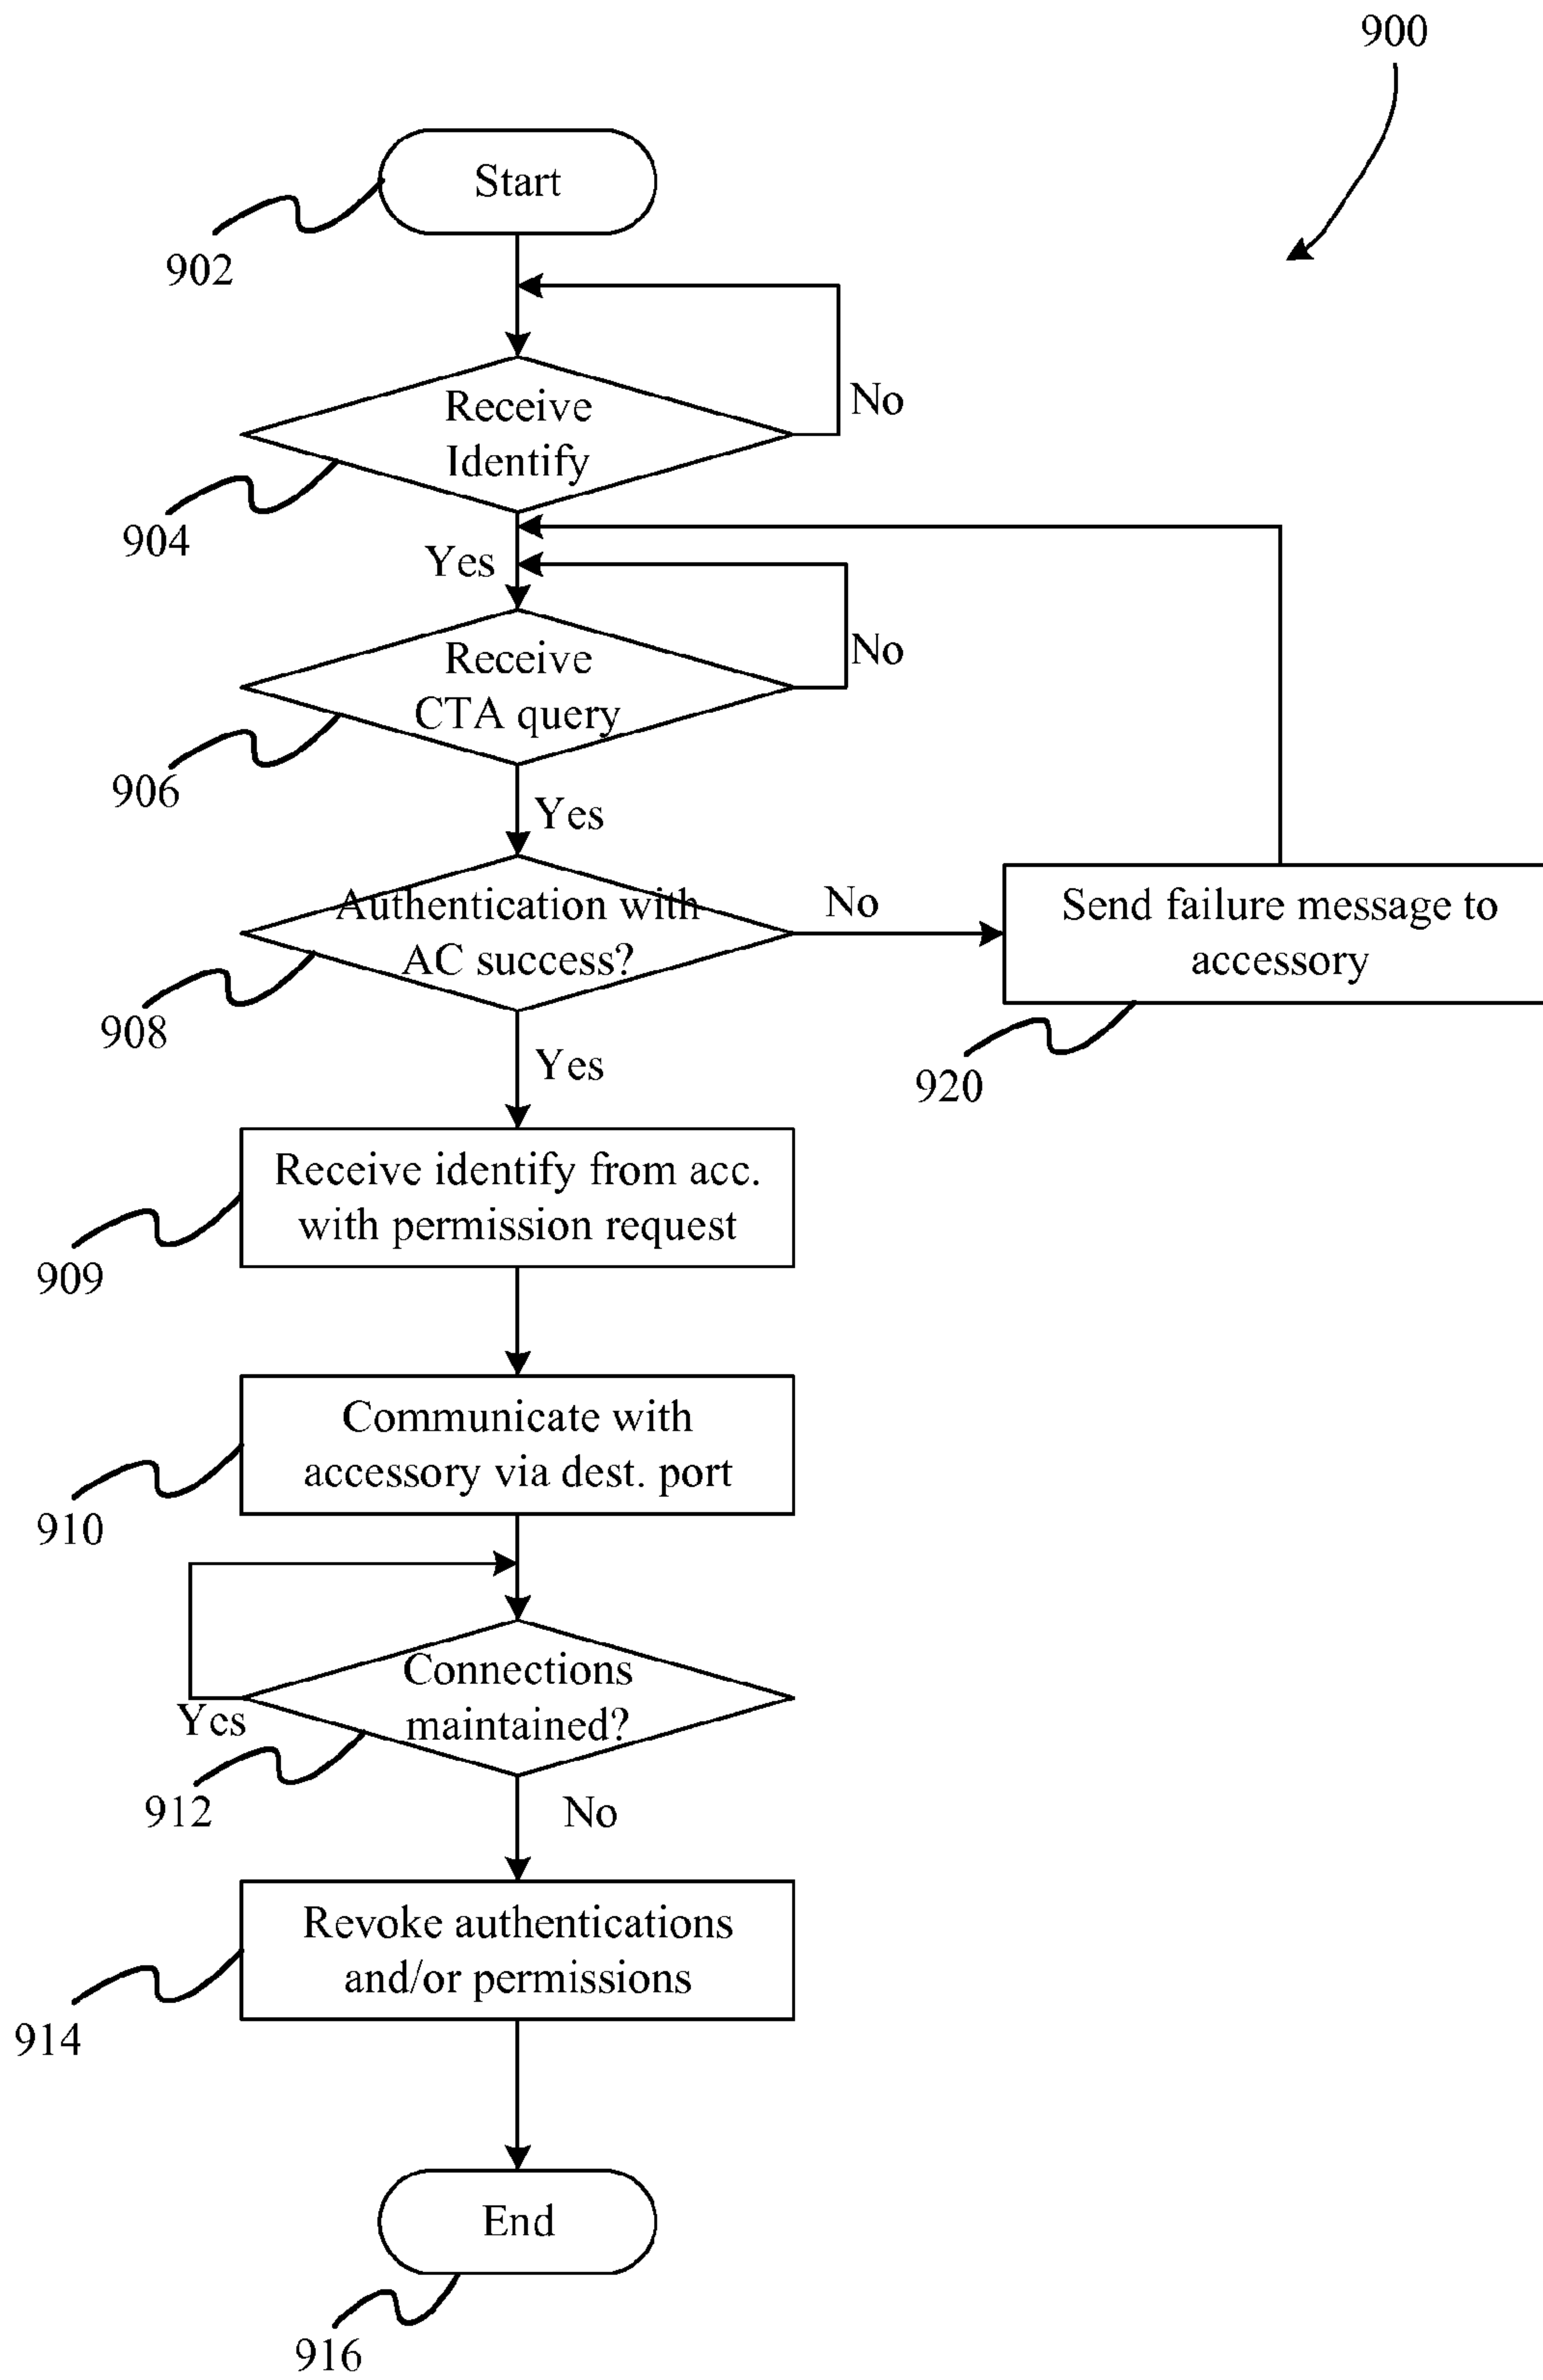 900
Start
902
Receive
Identify
No
904
Yes
Receive
CTA query
No
906
Yes
Authentication with
AC success?
No
Send failure message to
accessory
908
920
Yes
Receive identify from acc.
with permission request
909
Communicate with
accessory via dest. port
910
Connections
maintained?
Yes
912
No
Revoke authentications
and/or permissions
914
End
916